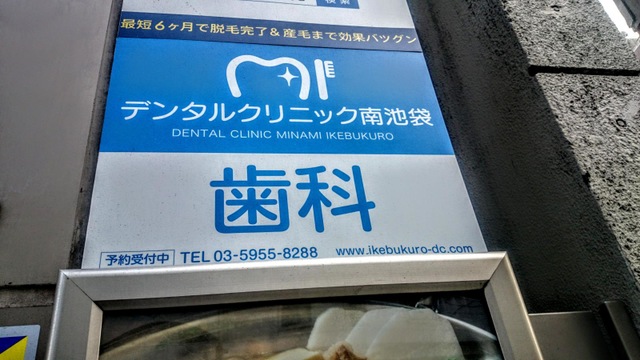 検索
最短6ヶ月で脱毛完了&産毛まで効果バツグン
デンタルクリニック南池袋
DENTAL CLINIC MINAMI IKEBUKURO
歯科
予約受付中 TEL 03-5955-8288 www.ikebukuro-dc.com